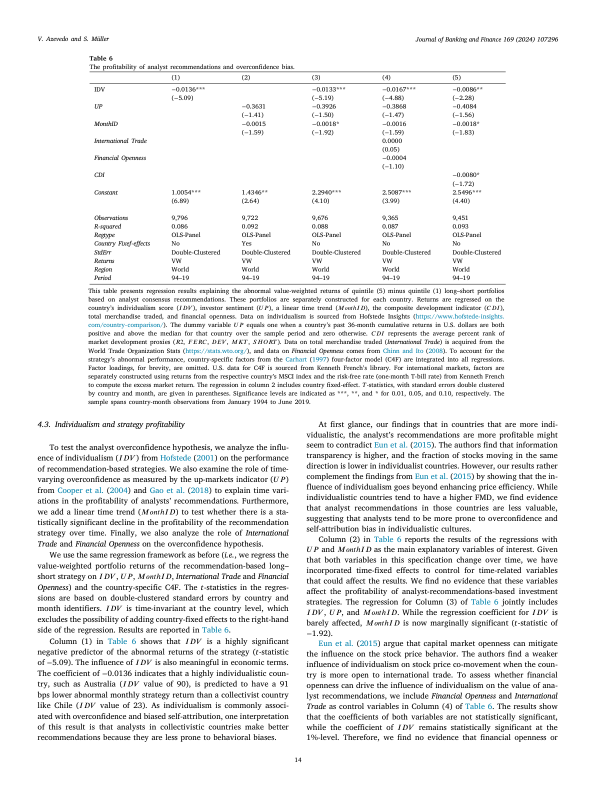 V. Azevedo and S. Müller
Journal of Banking and Finance 169 (2024) 107296
Table 6
The profitability of analyst recommendations and overconfidence bias.
(1) (2) (3) (4) (5)
IDV −0.0136*** −0.0133*** −0.0167*** −0.0086**
(−5.09) (−5.19) (−4.88) (−2.28)
UP −0.3631 −0.3926 −0.3868 −0.4084
(−1.41) (−1.50) (−1.47) (−1.56)
MonthID −0.0015 −0.0018* −0.0016 −0.0018*
(−1.59) (−1.92) (−1.59) (−1.83)
International Trade 0.0000
(0.05)
Financial Openness −0.0004
(−1.10)
CDI −0.0080*
(−1.72)
Constant 1.0054*** 1.4346** 2.2940*** 2.5087*** 2.5496***
(6.89) (2.64) (4.10) (3.99) (4.40)
Observations 9,796 9,722 9,676 9,365 9,451
R-squared 0.086 0.092 0.088 0.087 0.093
Regtype OLS-Panel OLS-Panel OLS-Panel OLS-Panel OLS-Panel
Country Fixef-effects No Yes No No No
StdErr Double-Clustered Double-Clustered Double-Clustered Double-Clustered Double-Clustered
Returns VW VW VW VW VW
Region World World World World World
Period 94–19 94–19 94–19 94–19 94–19
This table presents regression results explaining the abnormal value-weighted returns of quintile (5) minus quintile (1) long-short portfolios
based on analyst consensus recommendations. These portfolios are separately constructed for each country. Returns are regressed on the
country's individualism score (IDV), investor sentiment (UP), a linear time trend (MonthID), the composite development indicator (CDI),
total merchandise traded, and financial openness. Data on individualism is sourced from Hofstede Insights (https://www.hofstede-insights.
com/country-comparison/). The dummy variable UP equals one when a country's past 36-month cumulative returns in U.S. dollars are both
positive and above the median for that country over the sample period and zero otherwise. CDI represents the average percent rank of
market development proxies (R2, FERC, DEV, MKT, SHORT). Data on total merchandise traded (International Trade) is acquired from the
World Trade Organization Stats (http://stats.wto.org/), and data on Financial Openness comes from Chinn and Ito (2008). To account for the
strategy's abnormal performance, country-specific factors from the Carhart (1997) four-factor model (C4F) are integrated into all regressions.
Factor loadings, for brevity, are omitted. U.S. data for C4F is sourced from Kenneth French's Library. For international markets, factors are
separately constructed using returns from the respective country's MSCI index and the risk-free rate (one-month T-bill rate) from Kenneth French
to compute the excess market return. The regression in column 2 includes country fixed-effect. T-statistics, with standard errors double clustered
by country and month, are given in parentheses. Significance levels are indicated as ***, **, and * for 0.01, 0.05, and 0.10, respectively. The
sample spans country-month observations from January 1994 to June 2019.
4.3. Individualism and strategy profitability
To test the analyst overconfidence hypothesis, we analyze the influ-
ence of individualism (IDV) from Hofstede (2001) on the performance
of recommendation-based strategies. We also examine the role of time-
varying overconfidence as measured by the up-markets indicator (UP)
from Cooper et al. (2004) and Gao et al. (2018) to explain time vari-
ations in the profitability of analysts' recommendations. Furthermore,
we add a linear time trend (MonthID) to test whether there is a sta-
tistically significant decline in the profitability of the recommendation
strategy over time. Finally, we also analyze the role of International
Trade and Financial Openness on the overconfidence hypothesis.
We use the same regression framework as before (i.e., we regress the
value-weighted portfolio returns of the recommendation-based long–
short strategy on IDV, UP, MonthID, International Trade and Financial
Openness) and the country-specific C4F. The t-statistics in the regres-
sions are based on double-clustered standard errors by country and
month identifiers. IDV is time-invariant at the country level, which
excludes the possibility of adding country-fixed effects to the right-hand
side of the regression. Results are reported in Table 6.
Column (1) in Table 6 shows that IDV is a highly significant
negative predictor of the abnormal returns of the strategy (t-statistic
of −5.09). The influence of IDV is also meaningful in economic terms.
The coefficient of −0.0136 indicates that a highly individualistic coun-
try, such as Australia (IDV value of 90), is predicted to have a 91
bps lower abnormal monthly strategy return than a collectivist country
like Chile (IDV value of 23). As individualism is commonly associ-
ated with overconfidence and biased self-attribution, one interpretation
of this result is that analysts in collectivistic countries make better
recommendations because they are less prone to behavioral biases.
At first glance, our findings that in countries that are more indi-
vidualistic, the analyst's recommendations are more profitable might
seem to contradict Eun et al. (2015). The authors find that information
transparency is higher, and the fraction of stocks moving in the same
direction is lower in individualist countries. However, our results rather
complement the findings from Eun et al. (2015) by showing that the in-
fluence of individualism goes beyond enhancing price efficiency. While
individualistic countries tend to have a higher FMD, we find evidence
that analyst recommendations in those countries are less valuable,
suggesting that analysts tend to be more prone to overconfidence and
self-attribution bias in individualistic cultures.
Column (2) in Table 6 reports the results of the regressions with
UP and MonthID as the main explanatory variables of interest. Given
that both variables in this specification change over time, we have
incorporated time-fixed effects to control for time-related variables
that could affect the results. We find no evidence that these variables
affect the profitability of analyst-recommendations-based investment
strategies. The regression for Column (3) of Table 6 jointly includes
IDV, UP, and MonthID. While the regression coefficient for IDV is
barely affected, MonthID is now marginally significant (t-statistic of
−1.92).
Eun et al. (2015) argue that capital market openness can mitigate
the influence on the stock price behavior. The authors find a weaker
influence of individualism on stock price co-movement when the coun-
try is more open to international trade. To assess whether financial
openness can drive the influence of individualism on the value of ana-
lyst recommendations, we include Financial Openness and International
Trade as control variables in Column (4) of Table 6. The results show
that the coefficients of both variables are not statistically significant,
while the coefficient of IDV remains statistically significant at the
1%-level. Therefore, we find no evidence that financial openness or
14